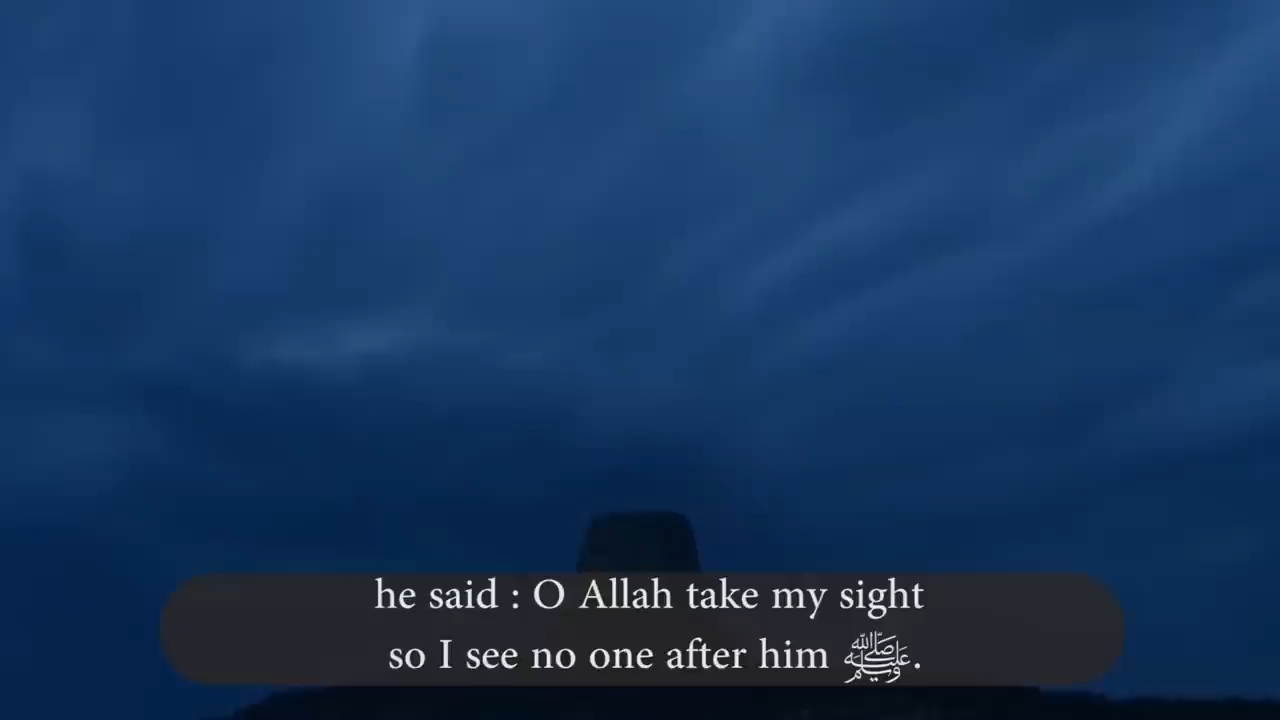 he said : O Allah take my sight
so I see no one after him ﷺ.